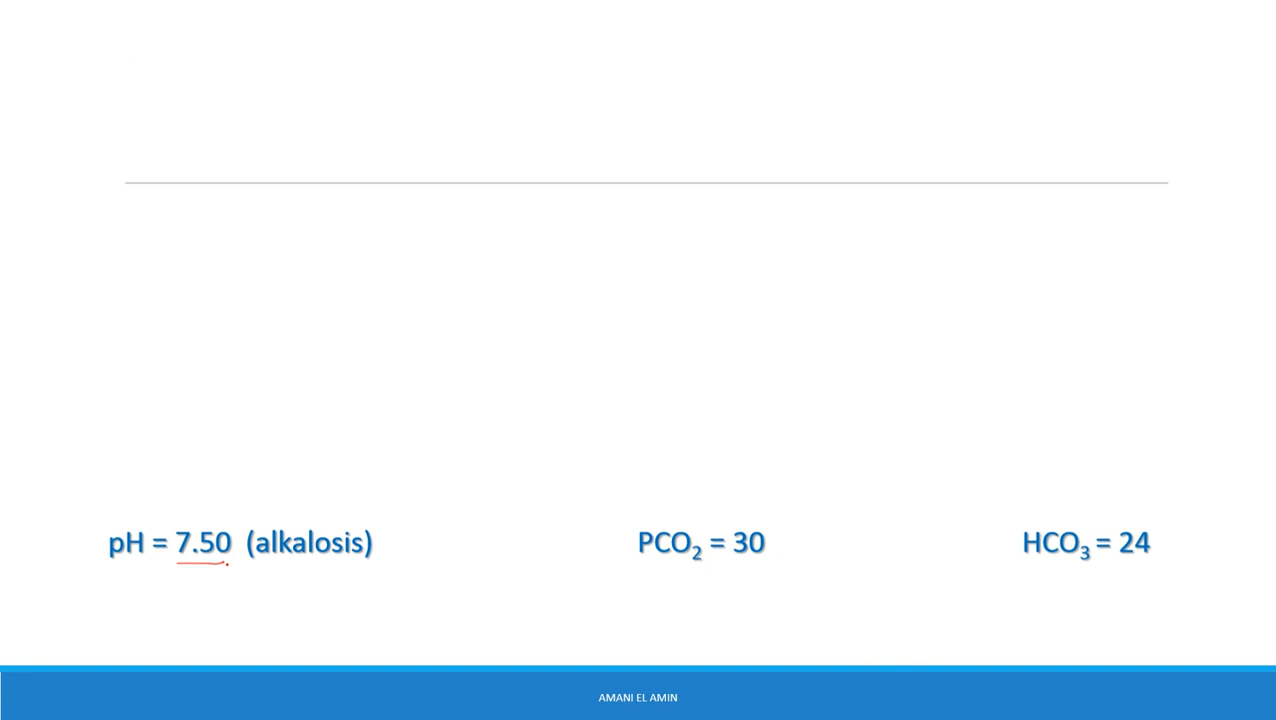 pH = 7.50 (alkalosis) PCO₂ = 30 HCO₃ = 24
AMANI EL AMIN